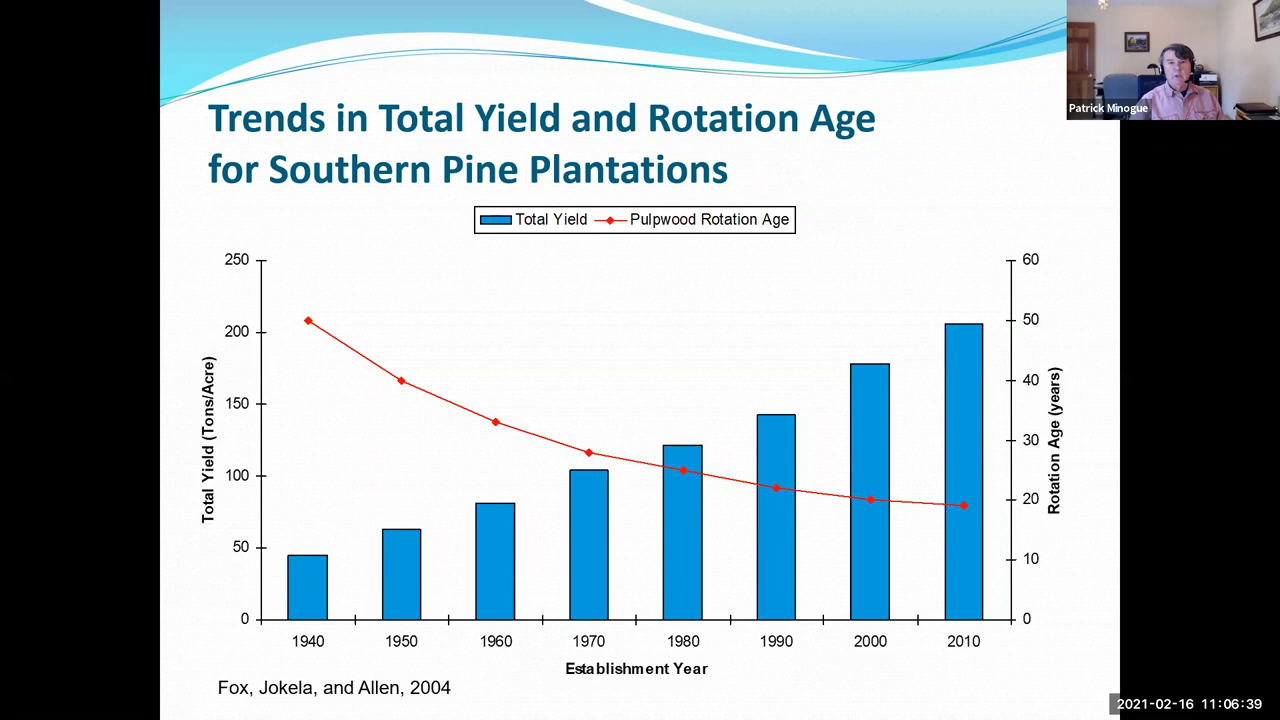 Patrick Minogue
Trends in Total Yield and Rotation Age
for Southern Pine Plantations
Total Yield
Pulpwood Rotation Age
250
200
150
100
50
0
Total Yield (Tons/Acre)
60
50
40
30
20
10
0
Rotation Age (years)
1940 1950 1960 1970 1980 1990 2000 2010
Establishment Year
Fox, Jokela, and Allen, 2004
2021-02-16 11:06:39